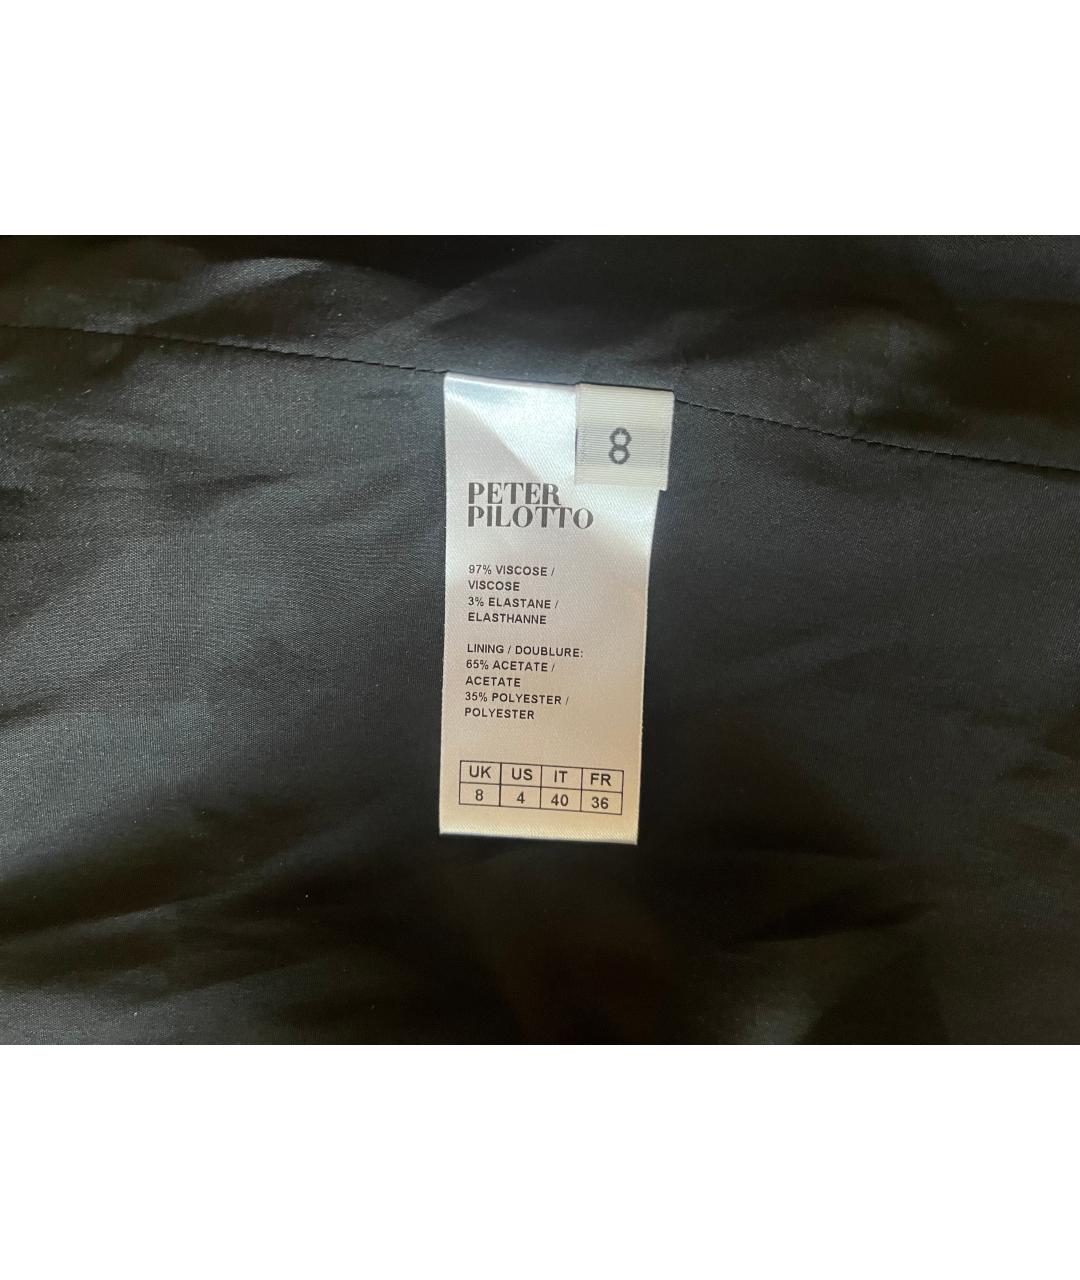 8
PETER
PILOTTO
97% VISCOSE /
VISCOSE
3% ELASTANE /
ELASTHANNE
LINING / DOUBLURE:
65% ACETATE /
ACETATE
35% POLYESTER /
POLYESTER
UK US IT FR
8 4 40 36